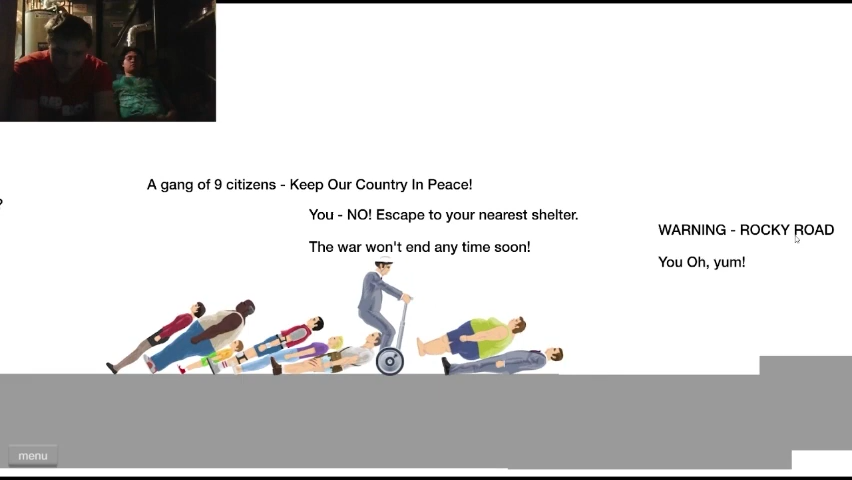 A gang of 9 citizens - Keep Our Country In Peace!
You - NO! Escape to your nearest shelter.
The war won't end any time soon!
WARNING - ROCKY ROAD
You Oh, yum!
?
menu